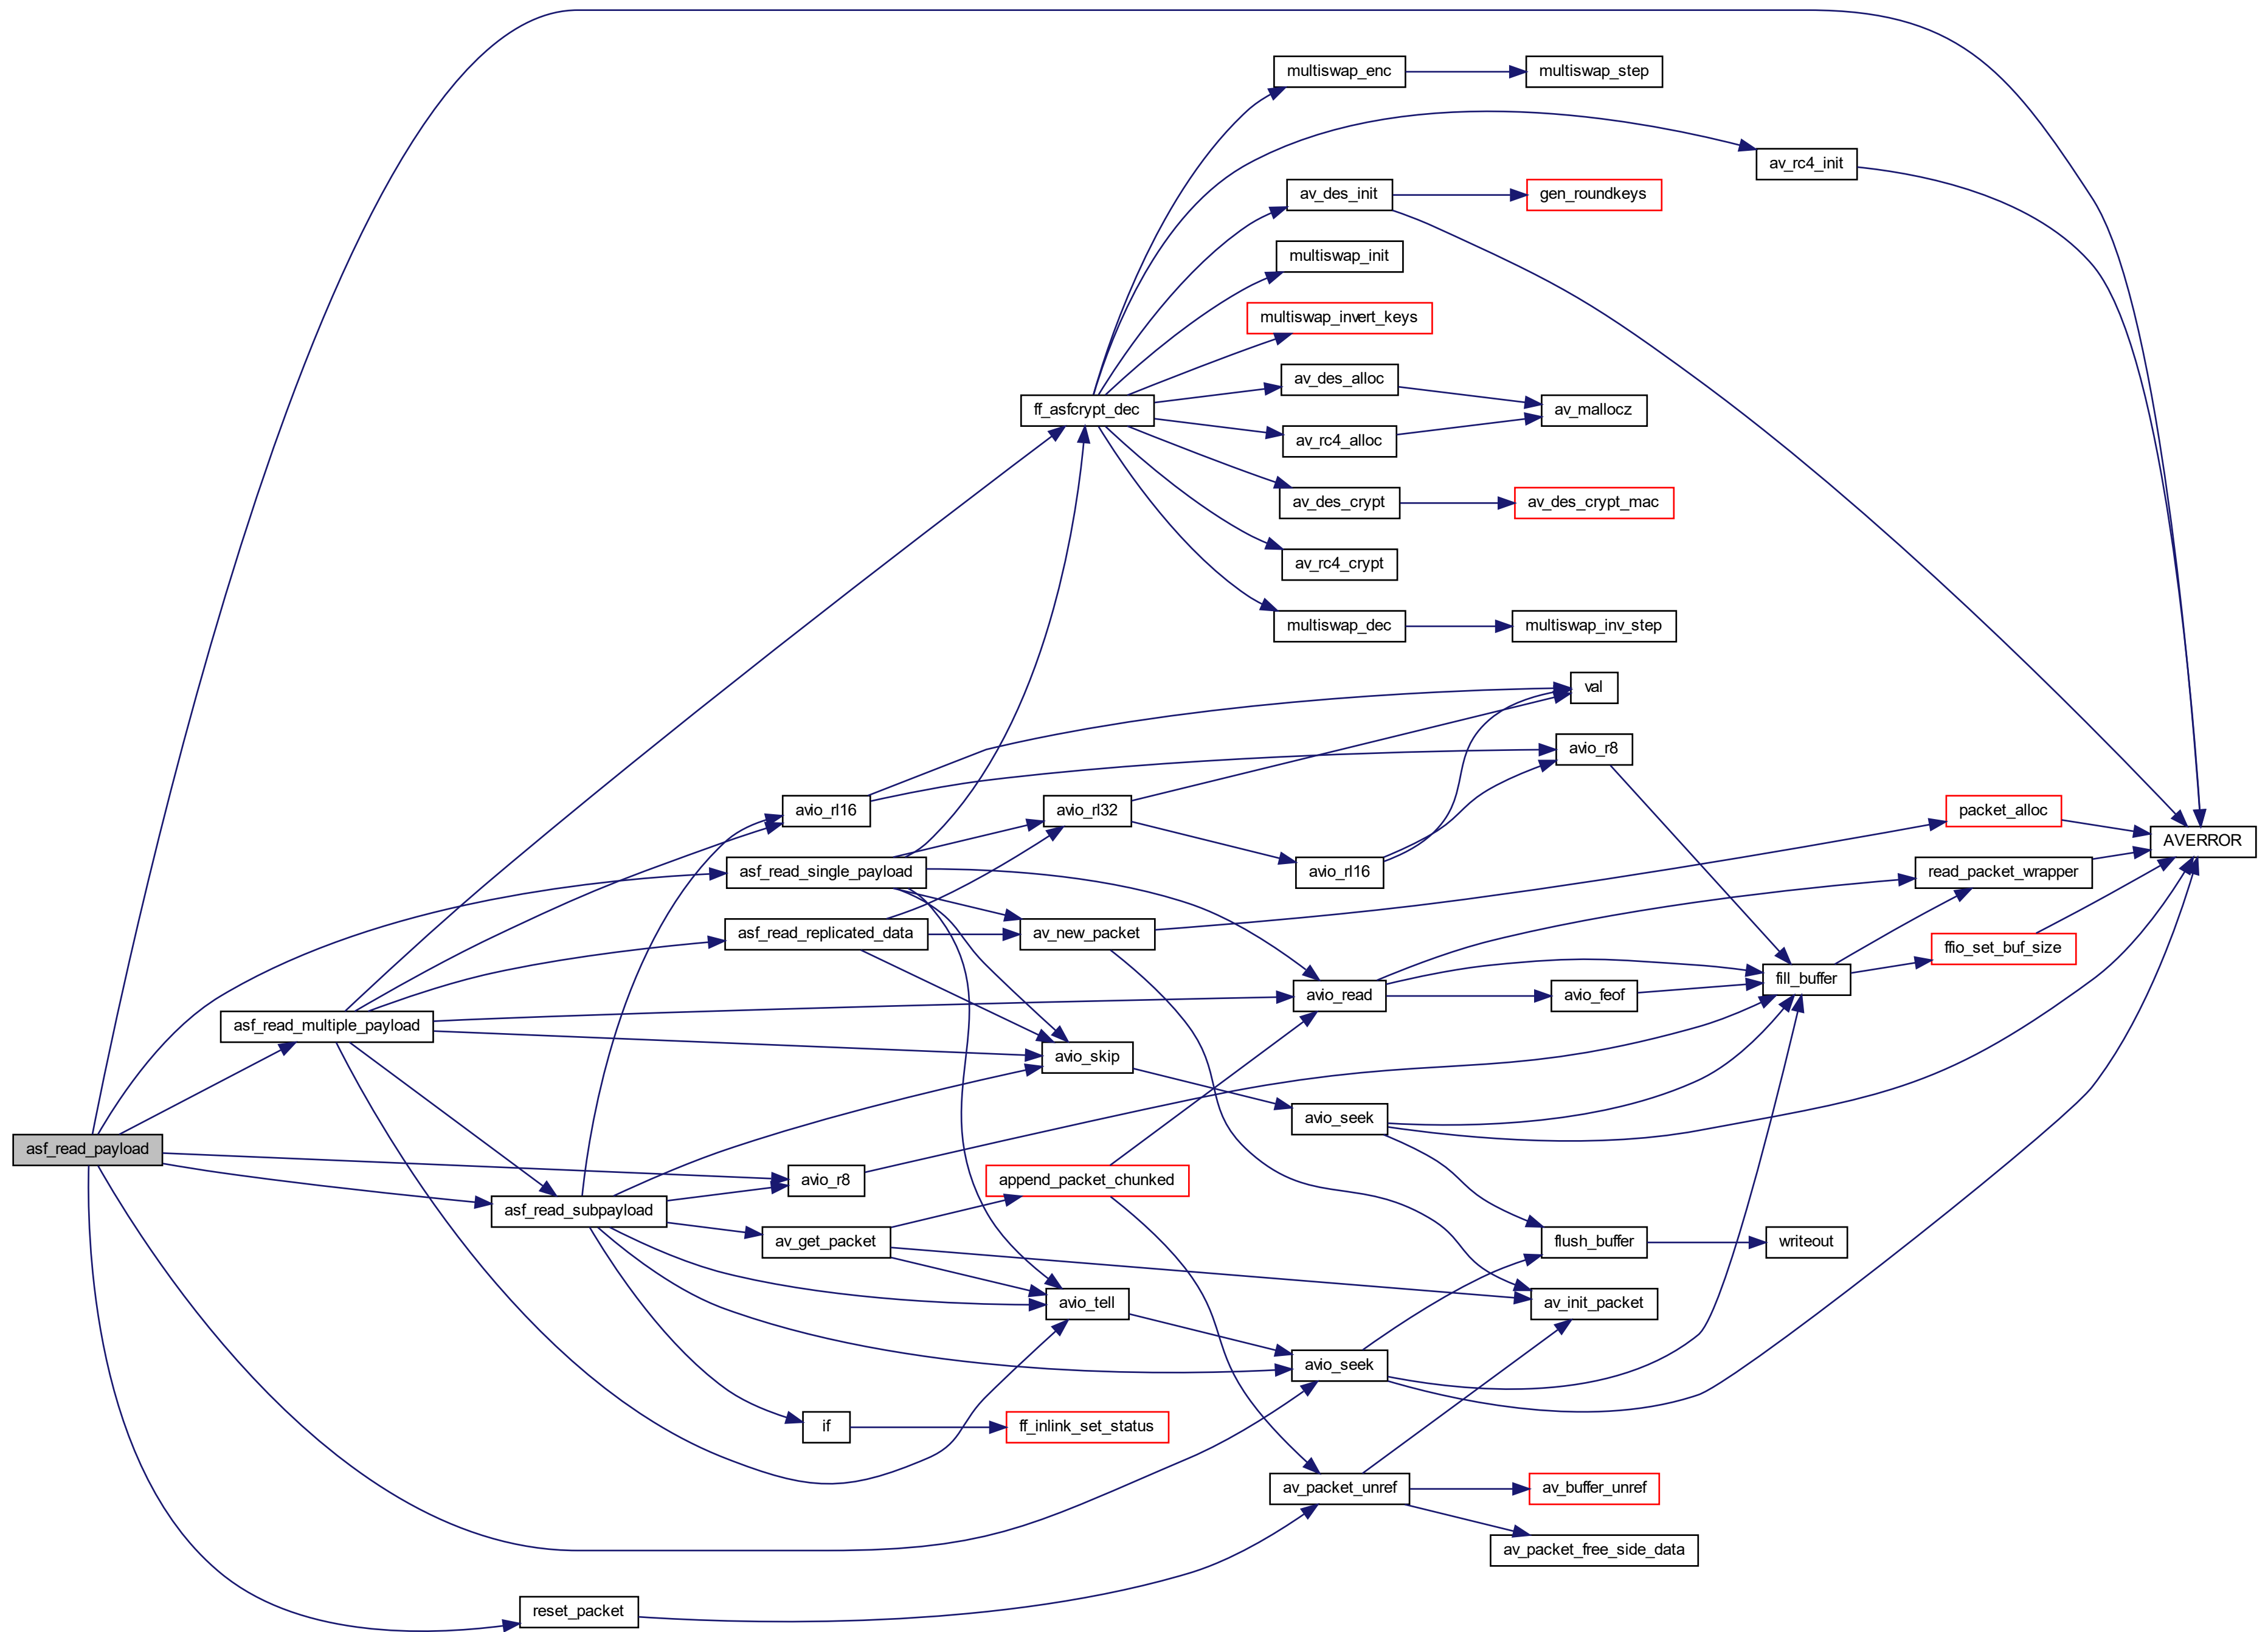 multiswap_enc
multiswap_step
av_rc4_init
av_des_init
gen_roundkeys
multiswap_init
multiswap_invert_keys
av_des_alloc
ff_asfcrypt_dec
av_mallocz
av_rc4_alloc
av_des_crypt
av_des_crypt_mac
av_rc4_crypt
multiswap_dec
multiswap_inv_step
val
avio_r8
avio_rl16
avio_rl32
packet_alloc
AVERROR
asf_read_single_payload
avio_rl16
read_packet_wrapper
asf_read_replicated_data
av_new_packet
ffio_set_buf_size
fill_buffer
avio_read
avio_feof
asf_read_multiple_payload
avio_skip
avio_seek
asf_read_payload
avio_r8
append_packet_chunked
asf_read_subpayload
av_get_packet
flush_buffer
writeout
avio_tell
av_init_packet
avio_seek
if
ff_inlink_set_status
av_packet_unref
av_buffer_unref
av_packet_free_side_data
reset_packet